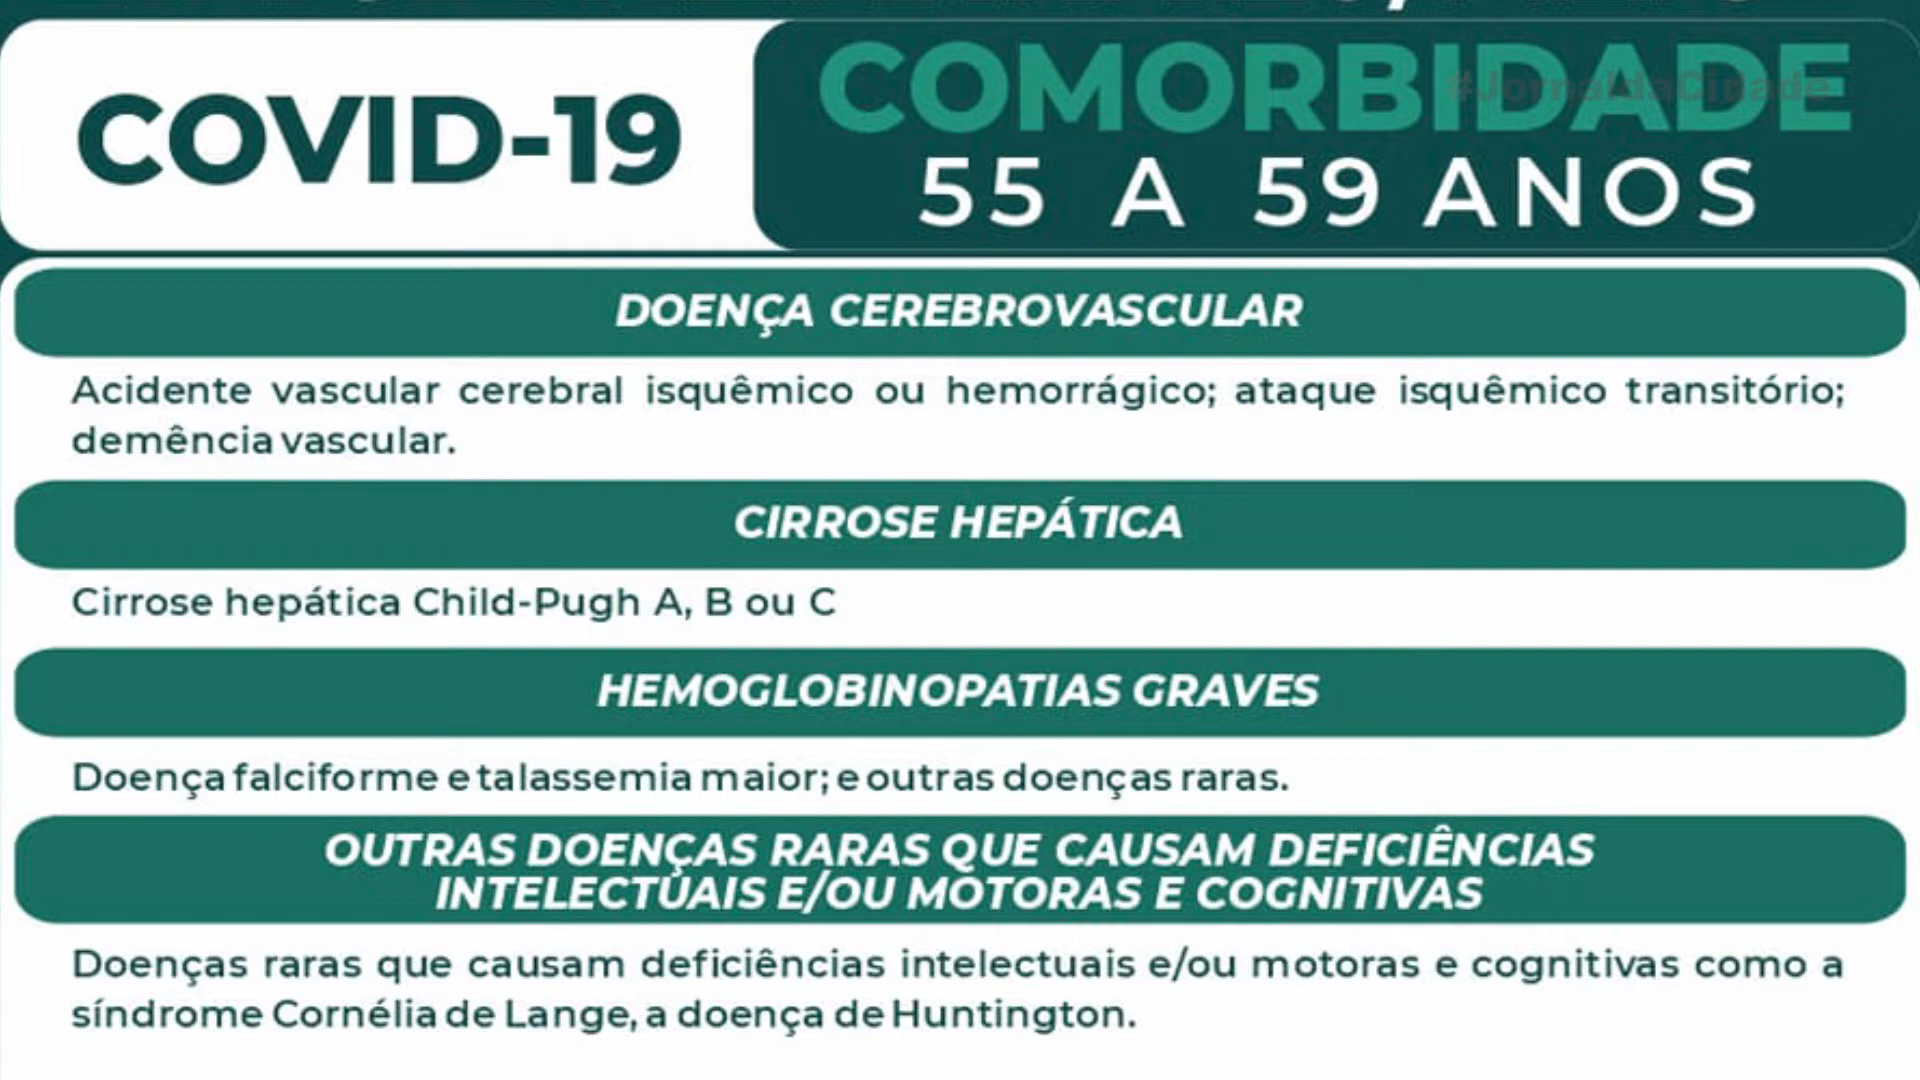 COVID-19
COMORBIDADE
#JornaldaCidade
55 A 59 ANOS
DOENÇA CEREBROVASCULAR
Acidente vascular cerebral isquêmico ou hemorrágico; ataque isquêmico transitório;
demência vascular.
CIRROSE HEPÁTICA
Cirrose hepática Child-Pugh A, B ou C
HEMOGLOBINOPATIAS GRAVES
Doença falciforme e talassemia maior; e outras doenças raras.
OUTRAS DOENÇAS RARAS QUE CAUSAM DEFICIÊNCIAS
INTELECTUAIS E/OU MOTORAS E COGNITIVAS
Doenças raras que causam deficiências intelectuais e/ou motoras e cognitivas como a
síndrome Cornélia de Lange, a doença de Huntington.